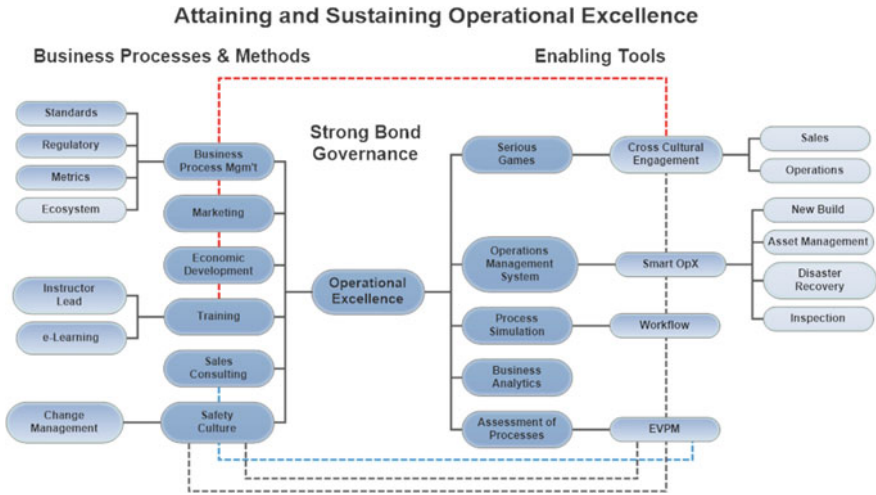 Attaining and Sustaining Operational Excellence
Business Processes & Methods
Enabling Tools
Strong Bond
Governance
Standards
Regulatory
Metrics
Ecosystem
Instructor
Lead
e-Learning
Change
Management
Business
Process Mgm't
Marketing
Economic
Development
Training
Sales
Consulting
Safety
Culture
Operational
Excellence
Serious
Games
Operations
Management
System
Process
Simulation
Business
Analytics
Assessment of
Processes
Cross Cultural
Engagement
Smart OpX
Workflow
EVPM
Sales
Operations
New Build
Asset Management
Disaster
Recovery
Inspection